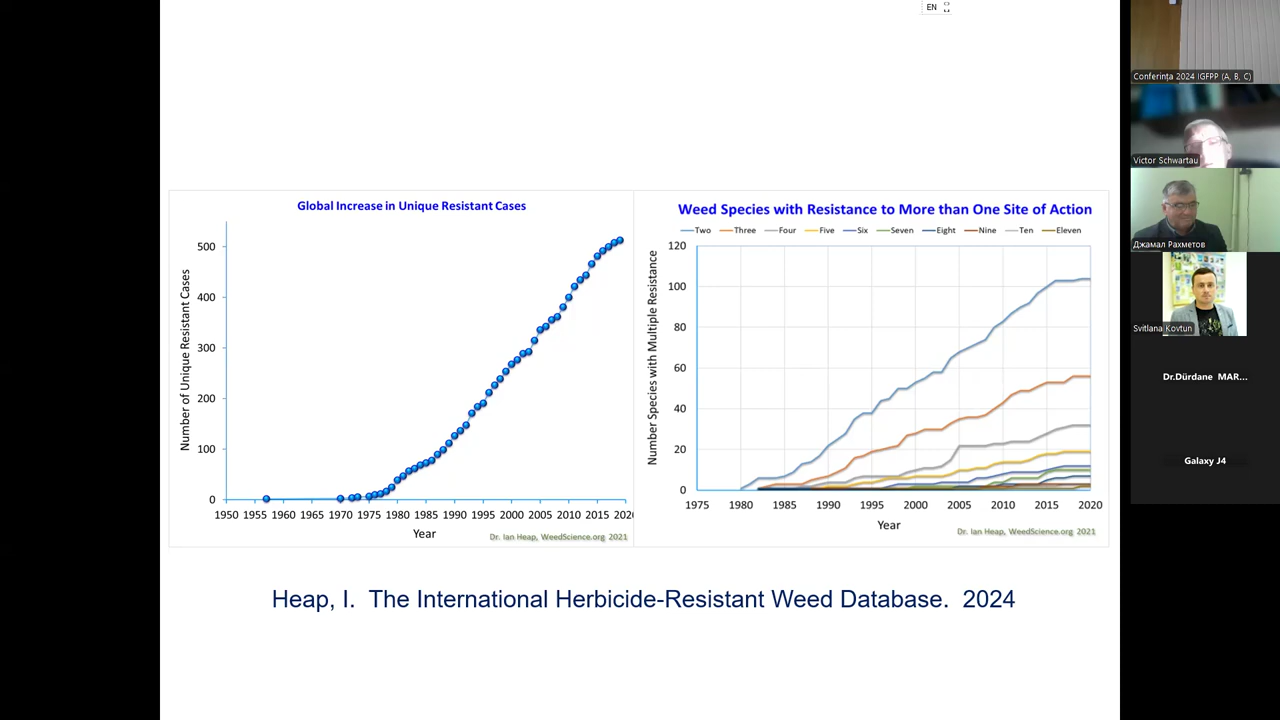 EN
Global Increase in Unique Resistant Cases
Number of Unique Resistant Cases
500
400
300
200
100
0
1950 1955 1960 1965 1970 1975 1980 1985 1990 1995 2000 2005 2010 2015 202
Year
Dr. Ian Heap, WeedScience.org 2021
Weed Species with Resistance to More than One Site of Action
Two Three Four Five Six Seven Eight Nine Ten Eleven
Number Species with Multiple Resistance
120
100
80
60
40
20
0
1975 1980 1985 1990 1995 2000 2005 2010 2015 2020
Year
Dr. Ian Heap, WeedScience.org 2021
Heap, I. The International Herbicide-Resistant Weed Database. 2024
Conferința 2024 IGFPP (A, B, C)
Victor Schwartau
Джамал Рахметов
Svitlana Kovtun
Dr.Dürdane MAR...
Galaxy J4